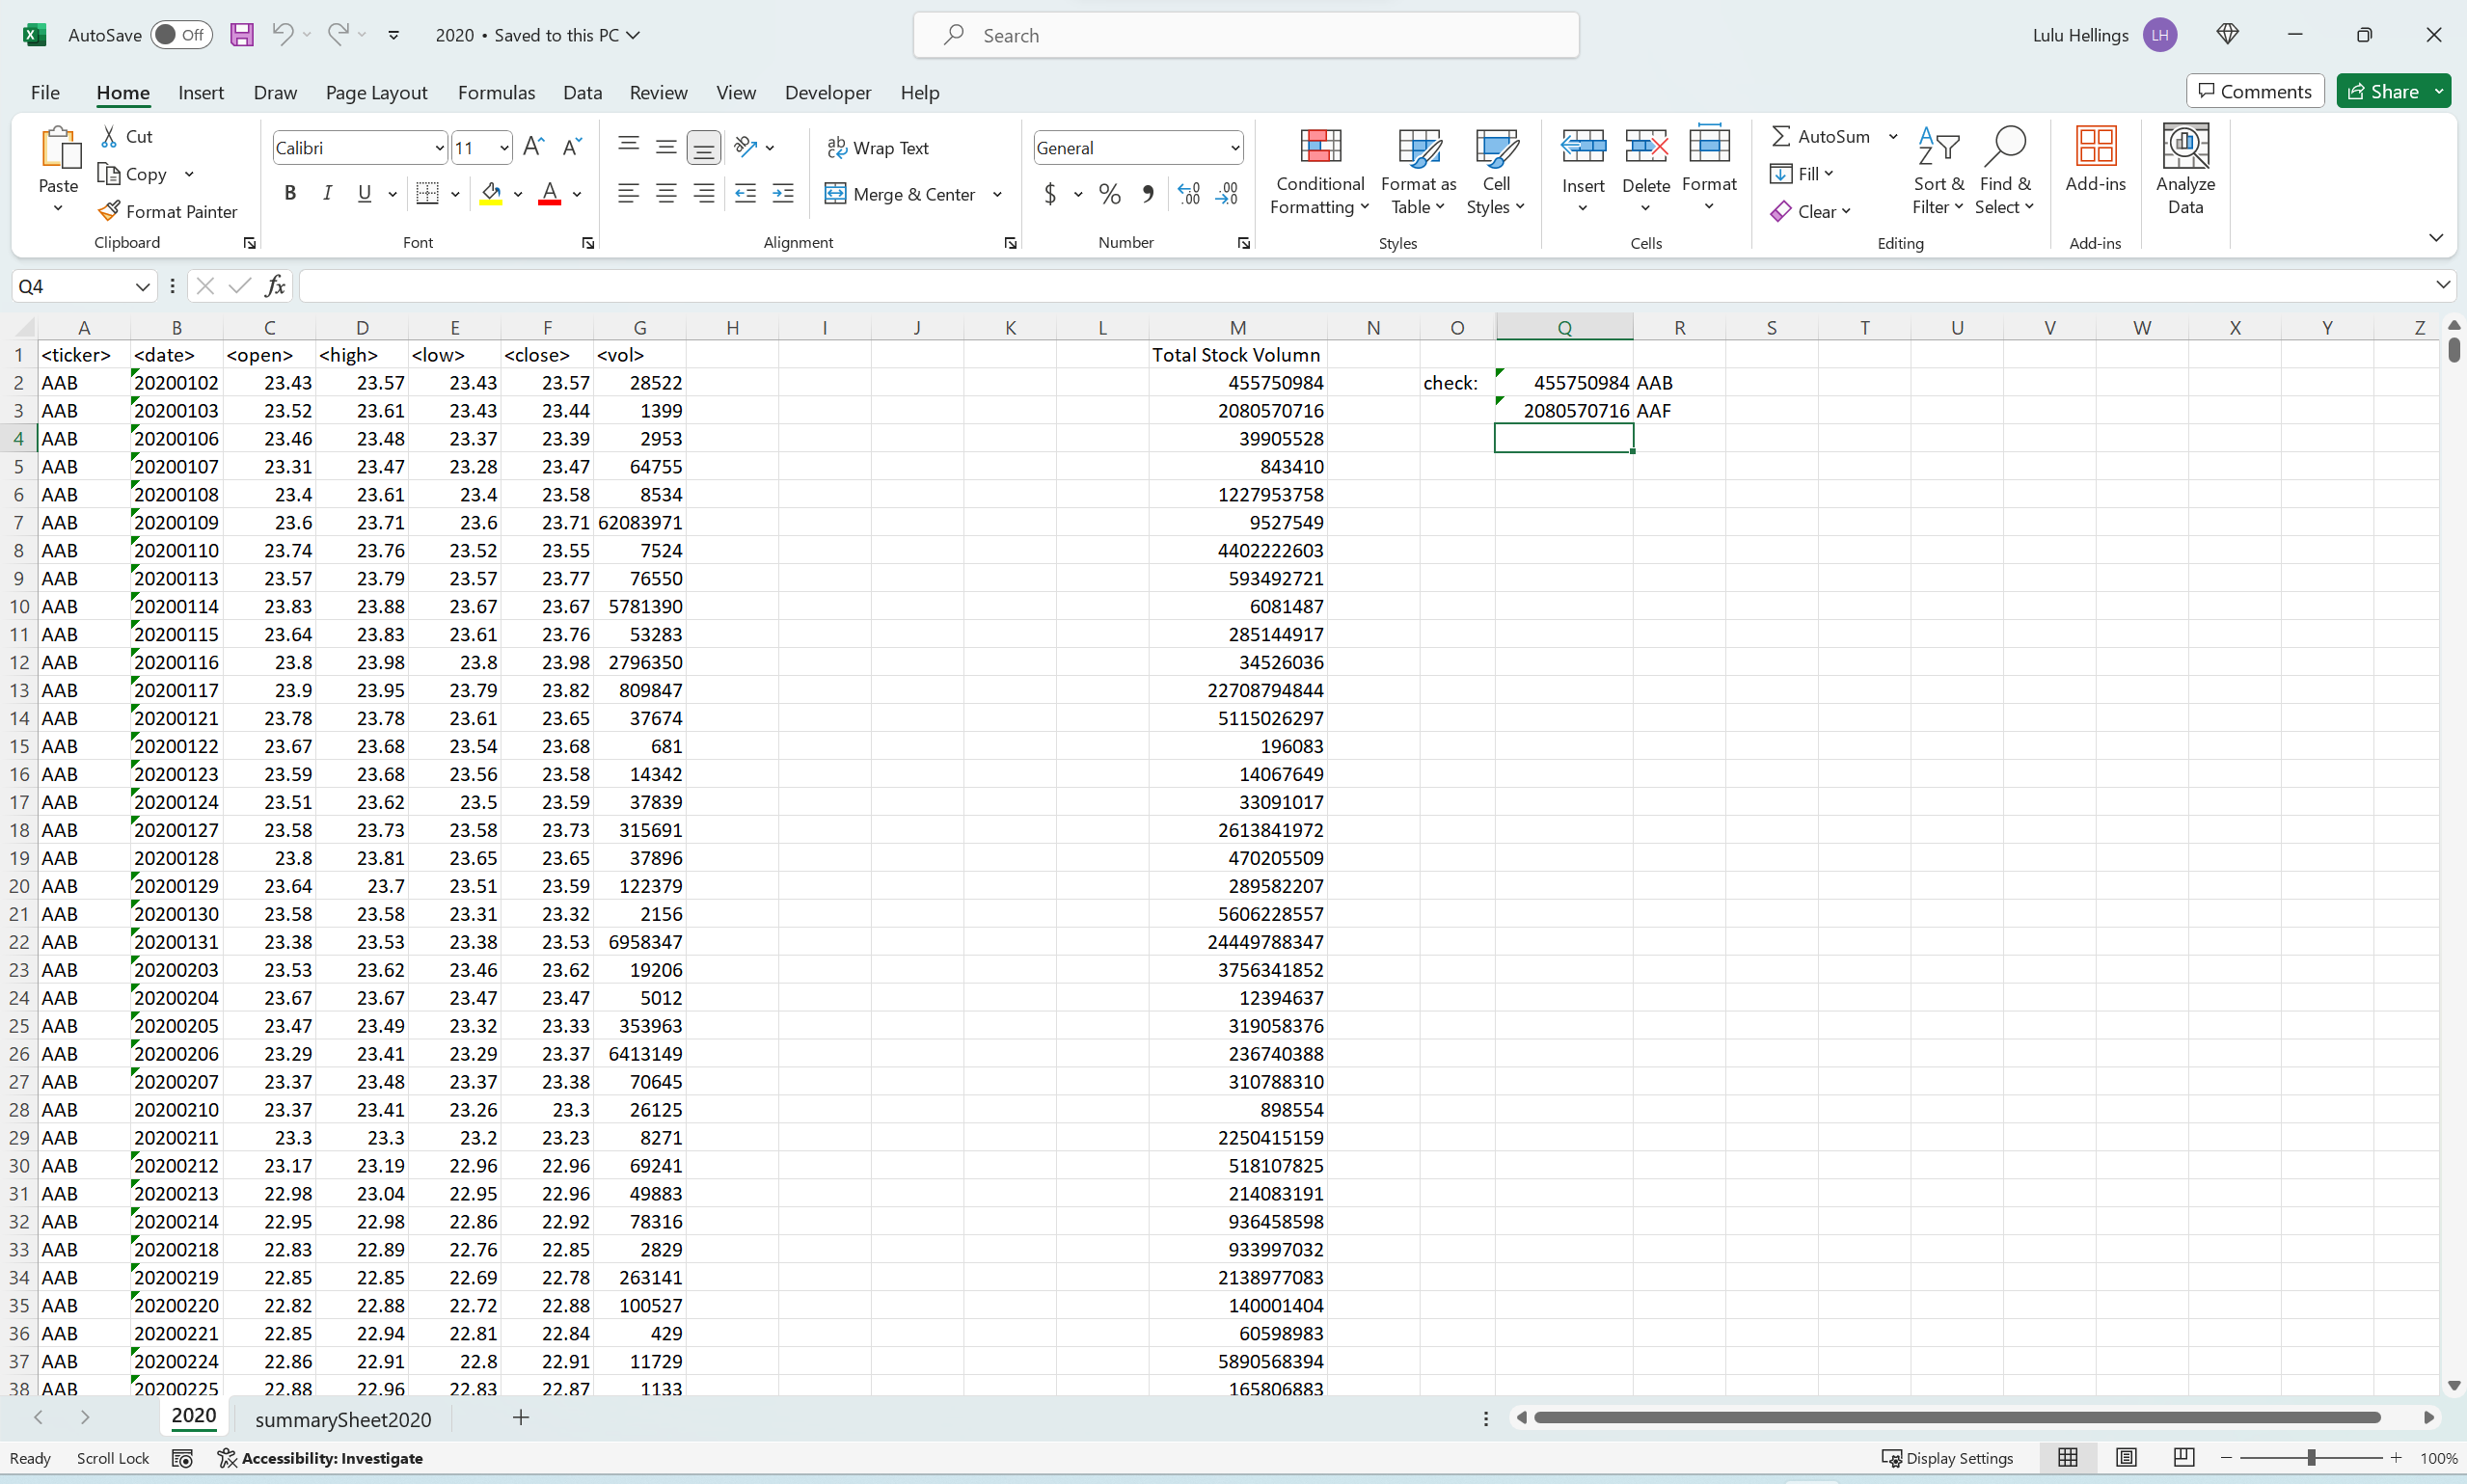 AutoSave Off 2020 • Saved to this PC Search Lulu Hellings LH
File Home Insert Draw Page Layout Formulas Data Review View Developer Help Comments Share
Paste
Cut
Copy
Format Painter
Clipboard
Calibri 11
B I U
Font
Wrap Text
Merge & Center
Alignment
General
$ % ,
Number
Conditional Formatting
Format as Table
Cell Styles
Styles
Insert
Delete
Format
Cells
AutoSum
Fill
Clear
Sort & Filter
Find & Select
Editing
Add-ins
Add-ins
Analyze Data
Q4 fx
A B C D E F G H I J K L M N O Q R S T U V W X Y Z
1 <ticker> <date> <open> <high> <low> <close> <vol> Total Stock Volumn
2 AAB 20200102 23.43 23.57 23.43 23.57 28522 455750984 check: 455750984 AAB
3 AAB 20200103 23.52 23.61 23.43 23.44 1399 2080570716 2080570716 AAF
4 AAB 20200106 23.46 23.48 23.37 23.39 2953 39905528
5 AAB 20200107 23.31 23.47 23.28 23.47 64755 843410
6 AAB 20200108 23.4 23.61 23.4 23.58 8534 1227953758
7 AAB 20200109 23.6 23.71 23.6 23.71 62083971 9527549
8 AAB 20200110 23.74 23.76 23.52 23.55 7524 4402222603
9 AAB 20200113 23.57 23.79 23.57 23.77 76550 593492721
10 AAB 20200114 23.83 23.88 23.67 23.67 5781390 6081487
11 AAB 20200115 23.64 23.83 23.61 23.76 53283 285144917
12 AAB 20200116 23.8 23.98 23.8 23.98 2796350 34526036
13 AAB 20200117 23.9 23.95 23.79 23.82 809847 22708794844
14 AAB 20200121 23.78 23.78 23.61 23.65 37674 5115026297
15 AAB 20200122 23.67 23.68 23.54 23.68 681 196083
16 AAB 20200123 23.59 23.68 23.56 23.58 14342 14067649
17 AAB 20200124 23.51 23.62 23.5 23.59 37839 33091017
18 AAB 20200127 23.58 23.73 23.58 23.73 315691 2613841972
19 AAB 20200128 23.8 23.81 23.65 23.65 37896 470205509
20 AAB 20200129 23.64 23.7 23.51 23.59 122379 289582207
21 AAB 20200130 23.58 23.58 23.31 23.32 2156 5606228557
22 AAB 20200131 23.38 23.53 23.38 23.53 6958347 24449788347
23 AAB 20200203 23.53 23.62 23.46 23.62 19206 3756341852
24 AAB 20200204 23.67 23.67 23.47 23.47 5012 12394637
25 AAB 20200205 23.47 23.49 23.32 23.33 353963 319058376
26 AAB 20200206 23.29 23.41 23.29 23.37 6413149 236740388
27 AAB 20200207 23.37 23.48 23.37 23.38 70645 310788310
28 AAB 20200210 23.37 23.41 23.26 23.3 26125 898554
29 AAB 20200211 23.3 23.3 23.2 23.23 8271 2250415159
30 AAB 20200212 23.17 23.19 22.96 22.96 69241 518107825
31 AAB 20200213 22.98 23.04 22.95 22.96 49883 214083191
32 AAB 20200214 22.95 22.98 22.86 22.92 78316 936458598
33 AAB 20200218 22.83 22.89 22.76 22.85 2829 933997032
34 AAB 20200219 22.85 22.85 22.69 22.78 263141 2138977083
35 AAB 20200220 22.82 22.88 22.72 22.88 100527 140001404
36 AAB 20200221 22.85 22.94 22.81 22.84 429 60598983
37 AAB 20200224 22.86 22.91 22.8 22.91 11729 5890568394
38 AAB 20200225 22.88 22.96 22.83 22.87 1133 165806883
2020 summarySheet2020
Ready Scroll Lock Accessibility: Investigate Display Settings 100%